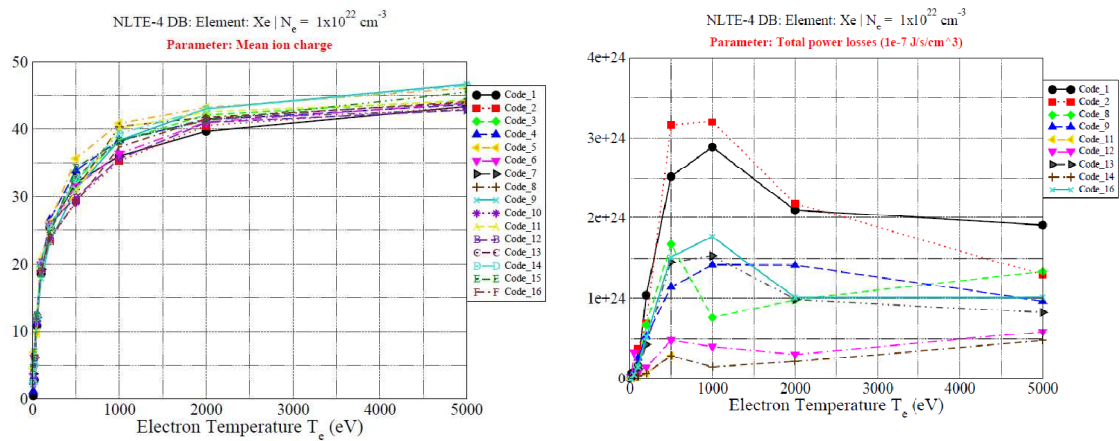 NLTE-4 DB: Element: Xe | N_e = 1x10^22 cm^-3
Parameter: Mean ion charge
50
40
30
20
10
0
0 1000 2000 3000 4000 5000
Electron Temperature T_e (eV)
Code_1
Code_2
Code_3
Code_4
Code_5
Code_6
Code_7
Code_8
Code_9
Code_10
Code_11
B B Code_12
C C Code_13
D D Code_14
E E Code_15
F F Code_16
NLTE-4 DB: Element: Xe | N_e = 1x10^22 cm^-3
Parameter: Total power losses (1e-7 J/s/cm^3)
4e+24
3e+24
2e+24
1e+24
0
0 1000 2000 3000 4000 5000
Electron Temperature T_e (eV)
Code_1
Code_2
Code_8
Code_9
Code_11
Code_12
Code_13
Code_14
Code_16